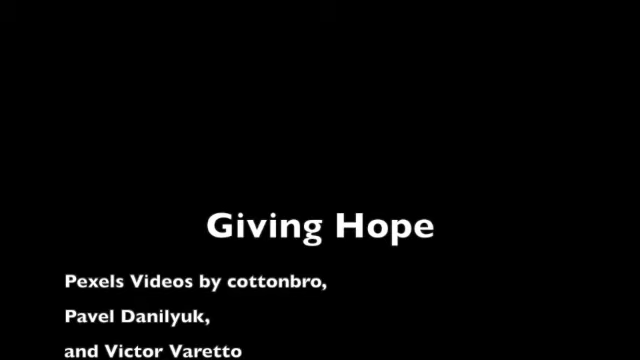 Giving Hope
Pexels Videos by cottonbro,
Pavel Danilyuk,
and Victor Varetto